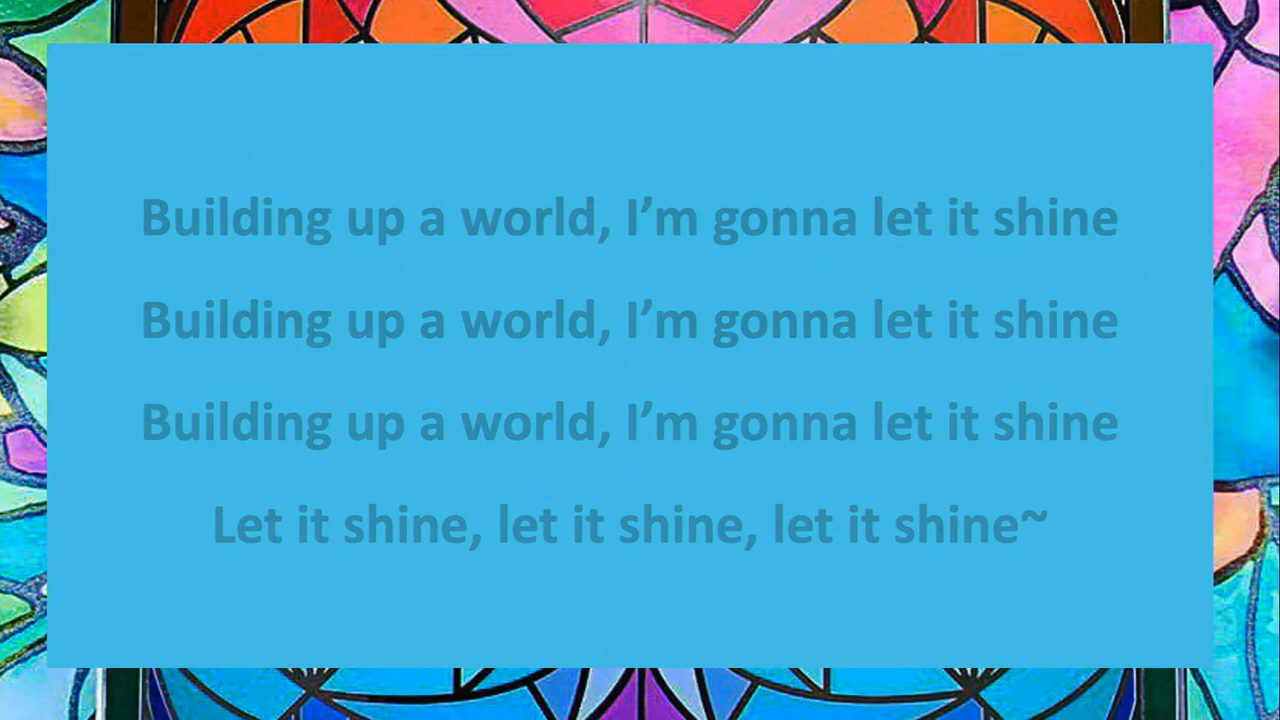 Building up a world, I’m gonna let it shine
Building up a world, I’m gonna let it shine
Building up a world, I’m gonna let it shine
Let it shine, let it shine, let it shine~